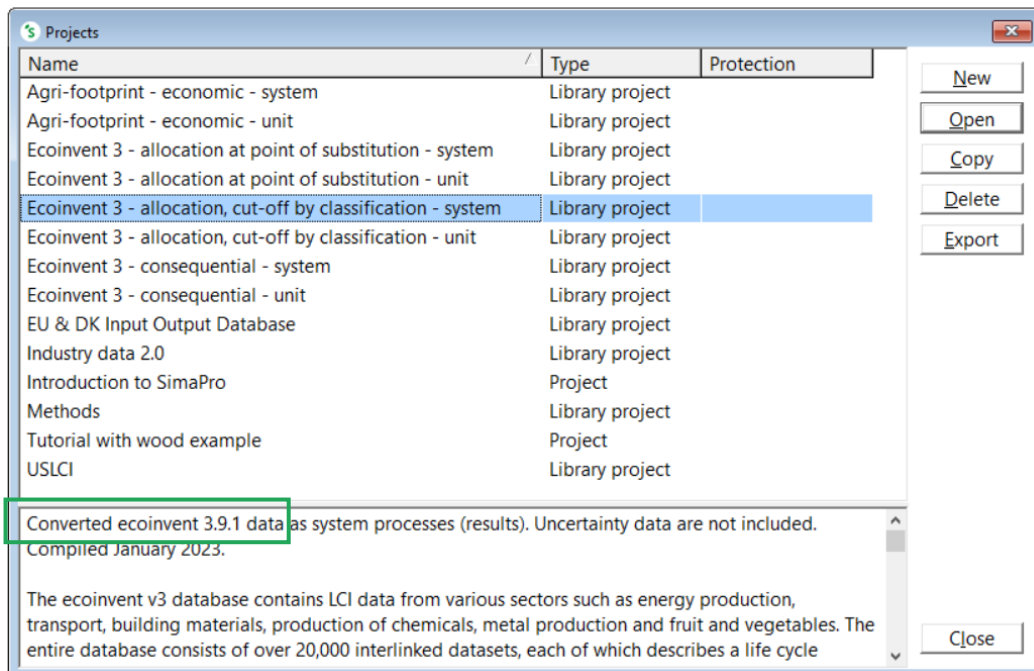 Projects
Name Type Protection
Agri-footprint - economic - system Library project
Agri-footprint - economic - unit Library project
Ecoinvent 3 - allocation at point of substitution - system Library project
Ecoinvent 3 - allocation at point of substitution - unit Library project
Ecoinvent 3 - allocation, cut-off by classification - system Library project
Ecoinvent 3 - allocation, cut-off by classification - unit Library project
Ecoinvent 3 - consequential - system Library project
Ecoinvent 3 - consequential - unit Library project
EU & DK Input Output Database Library project
Industry data 2.0 Library project
Introduction to SimaPro Project
Methods Library project
Tutorial with wood example Project
USLCI Library project
New
Open
Copy
Delete
Export
Converted ecoinvent 3.9.1 data as system processes (results). Uncertainty data are not included.
Compiled January 2023.
The ecoinvent v3 database contains LCI data from various sectors such as energy production,
transport, building materials, production of chemicals, metal production and fruit and vegetables. The
entire database consists of over 20,000 interlinked datasets, each of which describes a life cycle
Close